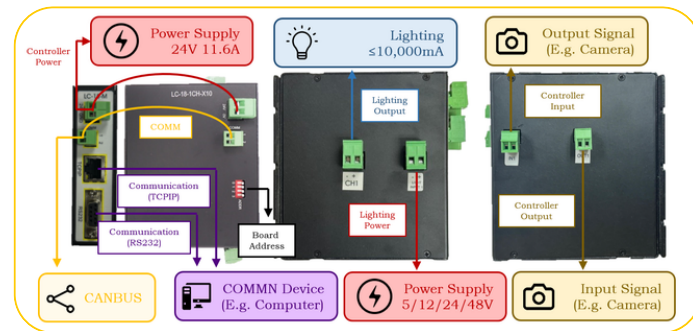 Controller
Power
Power Supply
24V 11.6A
Lighting
≤10,000mA
Output Signal
(E.g. Camera)
LC-18-1CH-X10
COMM
Lighting
Output
Controller
Input
TCPIP
Communication
(TCPIP)
CH1
RS232
Communication
(RS232)
Board
Address
Lighting
Power
Controller
Output
CANBUS
COMMN Device
(E.g. Computer)
Power Supply
5/12/24/48V
Input Signal
(E.g. Camera)